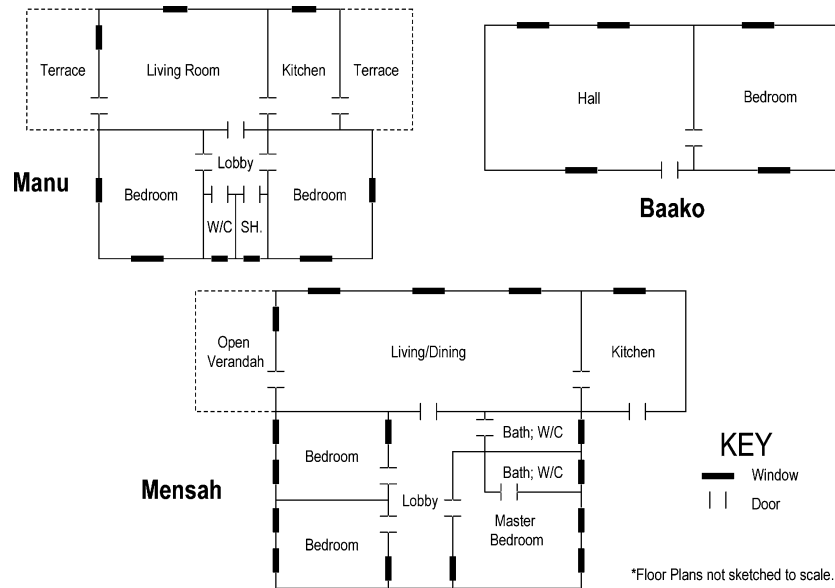 Terrace
Living Room
Kitchen
Terrace
Manu
Lobby
Bedroom
Bedroom
W/C
SH.
Hall
Bedroom
Baako
Open
Verandah
Living/Dining
Kitchen
Mensah
Bedroom
Bath; W/C
Bath; W/C
Lobby
Master
Bedroom
Bedroom
KEY
Window
Door
*Floor Plans not sketched to scale.